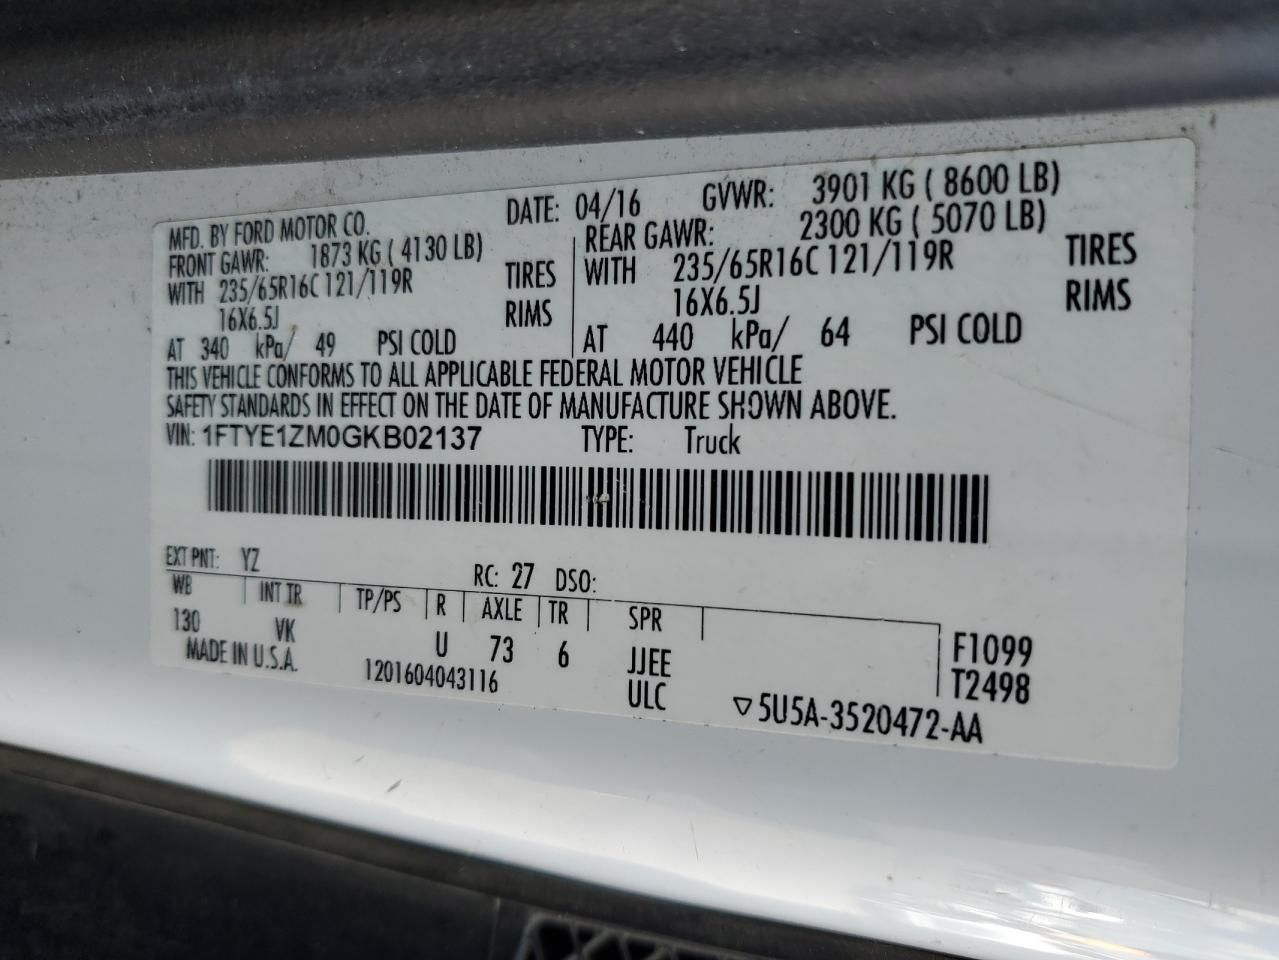 MFD. BY FORD MOTOR CO. DATE: 04/16 GVWR: 3901 KG ( 8600 LB)
FRONT GAWR: 1873 KG ( 4130 LB) REAR GAWR: 2300 KG ( 5070 LB)
WITH 235/65R16C 121/119R TIRES WITH 235/65R16C 121/119R TIRES
16X6.5J RIMS 16X6.5J RIMS
AT 340 kPa/ 49 PSI COLD AT 440 kPa/ 64 PSI COLD
THIS VEHICLE CONFORMS TO ALL APPLICABLE FEDERAL MOTOR VEHICLE
SAFETY STANDARDS IN EFFECT ON THE DATE OF MANUFACTURE SHOWN ABOVE.
VIN: 1FTYE1ZM0GKB02137 TYPE: Truck
EXT PNT: YZ RC: 27 DSO:
WB INT TR TP/PS R AXLE TR SPR
130 VK U 73 6 JJEE F1099
MADE IN U.S.A. 1201604043116 ULC T2498
▽5U5A-3520472-AA